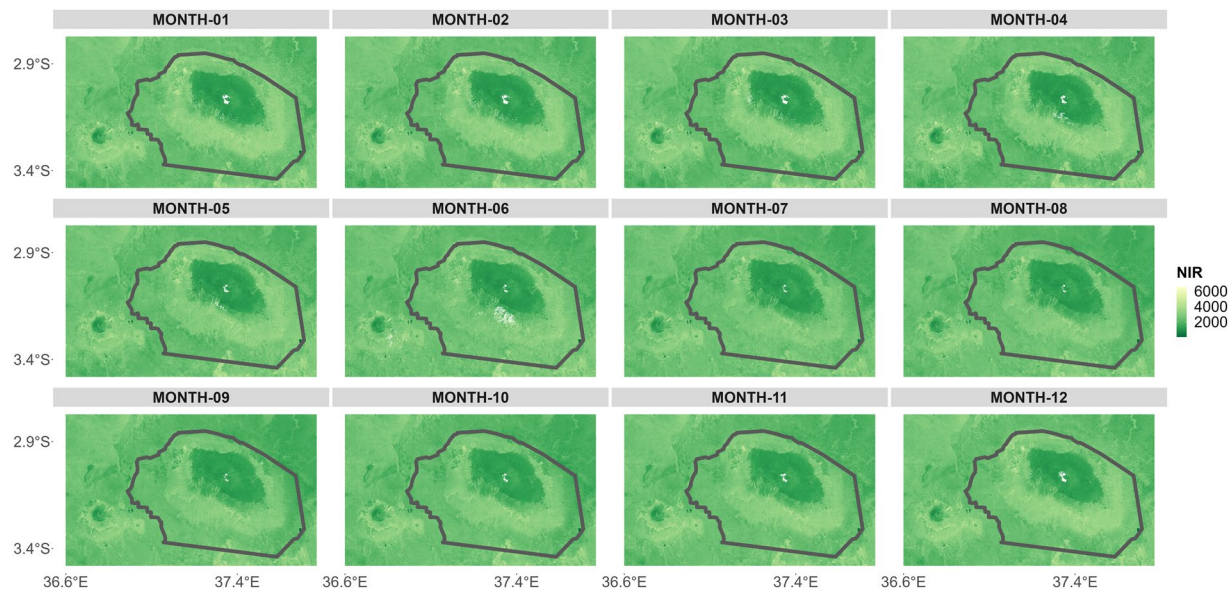 MONTH-01 MONTH-02 MONTH-03 MONTH-04
2.9°S
3.4°S
MONTH-05 MONTH-06 MONTH-07 MONTH-08
2.9°S
3.4°S
NIR
6000
4000
2000
MONTH-09 MONTH-10 MONTH-11 MONTH-12
2.9°S
3.4°S
36.6°E 37.4°E 36.6°E 37.4°E 36.6°E 37.4°E 36.6°E 37.4°E